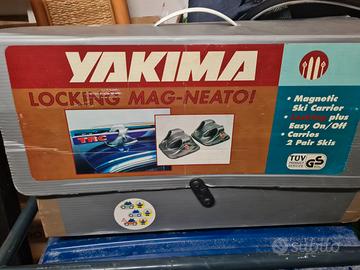 YAKIMA
LOCKING MAG-NEATO!
• Magnetic
Ski Carrier
• Locking plus
Easy On/Off
• Carries
2 Pair Skis
TRC
TÜV
GS
subito